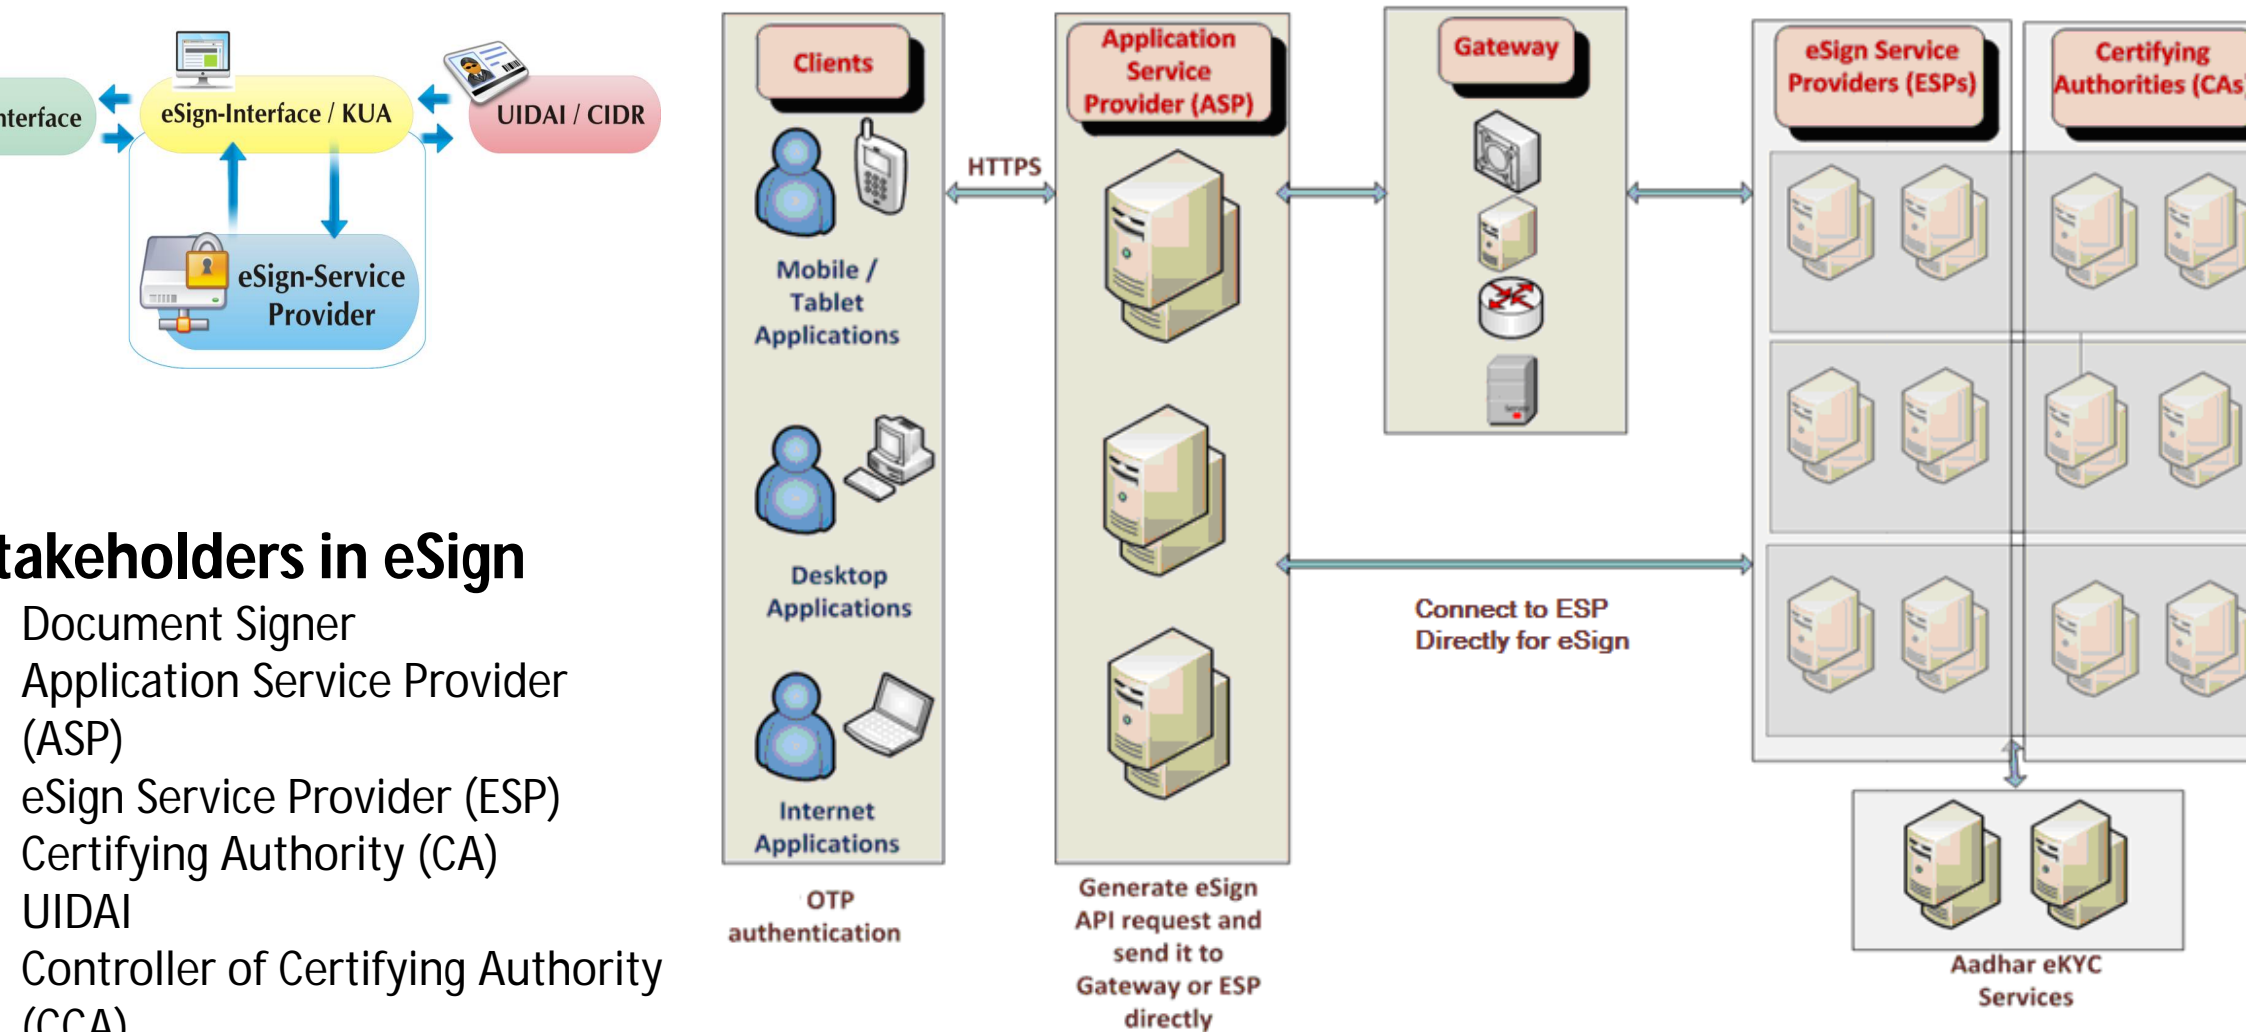 nterface
eSign-Interface / KUA
UIDAI / CIDR
eSign-Service
Provider
takeholders in eSign
Document Signer
Application Service Provider
(ASP)
eSign Service Provider (ESP)
Certifying Authority (CA)
UIDAI
Controller of Certifying Authority
(CCA)
Clients
Mobile /
Tablet
Applications
Desktop
Applications
Internet
Applications
OTP
authentication
HTTPS
Application
Service
Provider (ASP)
Generate eSign
API request and
send it to
Gateway or ESP
directly
Gateway
Server
Connect to ESP
Directly for eSign
eSign Service
Providers (ESPs)
Certifying
Authorities (CAs)
Aadhar eKYC
Services